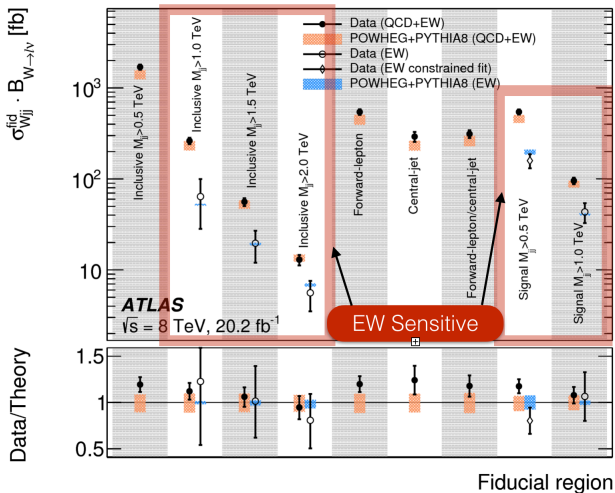 σ^fid_Wjj · B_W→lν [fb]
10³
10²
10
Data (QCD+EW)
POWHEG+PYTHIA8 (QCD+EW)
Data (EW)
Data (EW constrained fit)
POWHEG+PYTHIA8 (EW)
Inclusive M_jj>0.5 TeV
Inclusive M_jj>1.0 TeV
Inclusive M_jj>1.5 TeV
Inclusive M_jj>2.0 TeV
Forward-lepton
Central-jet
Forward-lepton/central-jet
Signal M_jj>0.5 TeV
Signal M_jj>1.0 TeV
ATLAS
√s = 8 TeV, 20.2 fb⁻¹
EW Sensitive
Data/Theory
1.5
1.0
0.5
Fiducial region